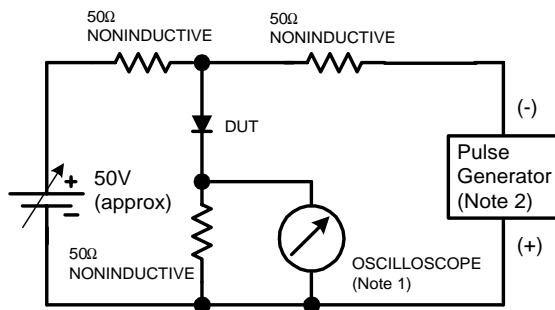 50Ω
NONINDUCTIVE
50Ω
NONINDUCTIVE
DUT
(-)
Pulse
Generator
(Note 2)
(+)
+
50V
(approx)
−
50Ω
NONINDUCTIVE
OSCILLOSCOPE
(Note 1)